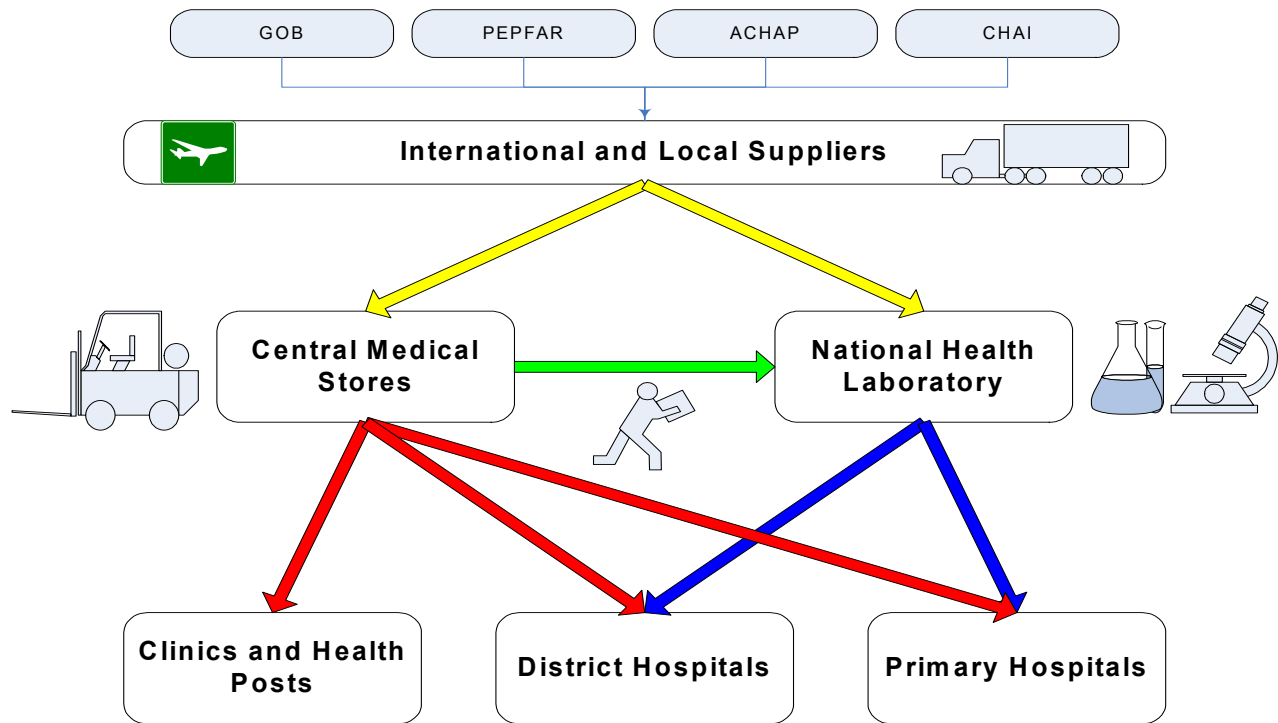 GOB
PEPFAR
ACHAP
CHAI
International and Local Suppliers
Central Medical
Stores
National Health
Laboratory
Clinics and Health
Posts
District Hospitals
Primary Hospitals